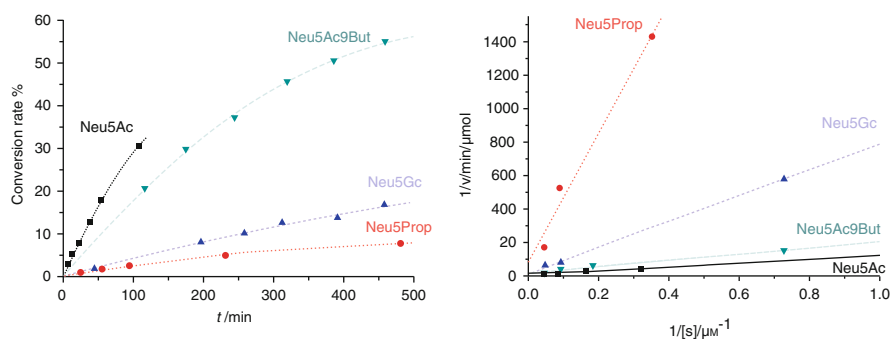 60
50
40
30
20
10
0
Conversion rate %
Neu5Ac9But
Neu5Ac
Neu5Gc
Neu5Prop
0 100 200 300 400 500
t /min
1400
1200
1000
800
600
400
200
0
1/v/min/µmol
Neu5Prop
Neu5Gc
Neu5Ac9But
Neu5Ac
0.0 0.2 0.4 0.6 0.8 1.0
1/[s]/µM⁻¹